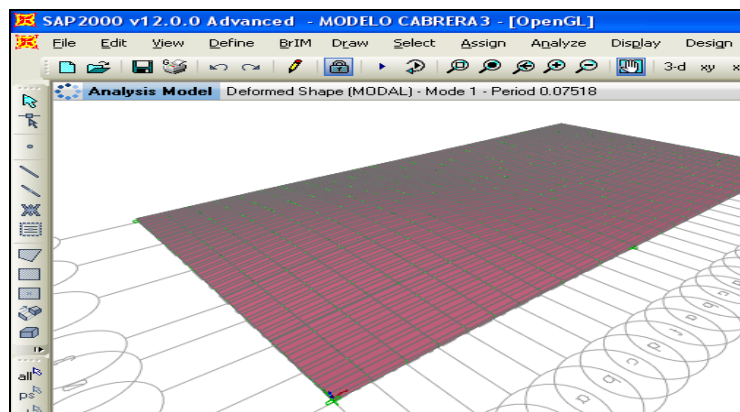 SAP2000 v12.0.0 Advanced - MODELO CABRERA3 - [OpenGL]
File Edit View Define BrIM Draw Select Assign Analyze Display Design
3-d xy x
Analysis Model Deformed Shape (MODAL) - Mode 1 - Period 0.07518
all
ps